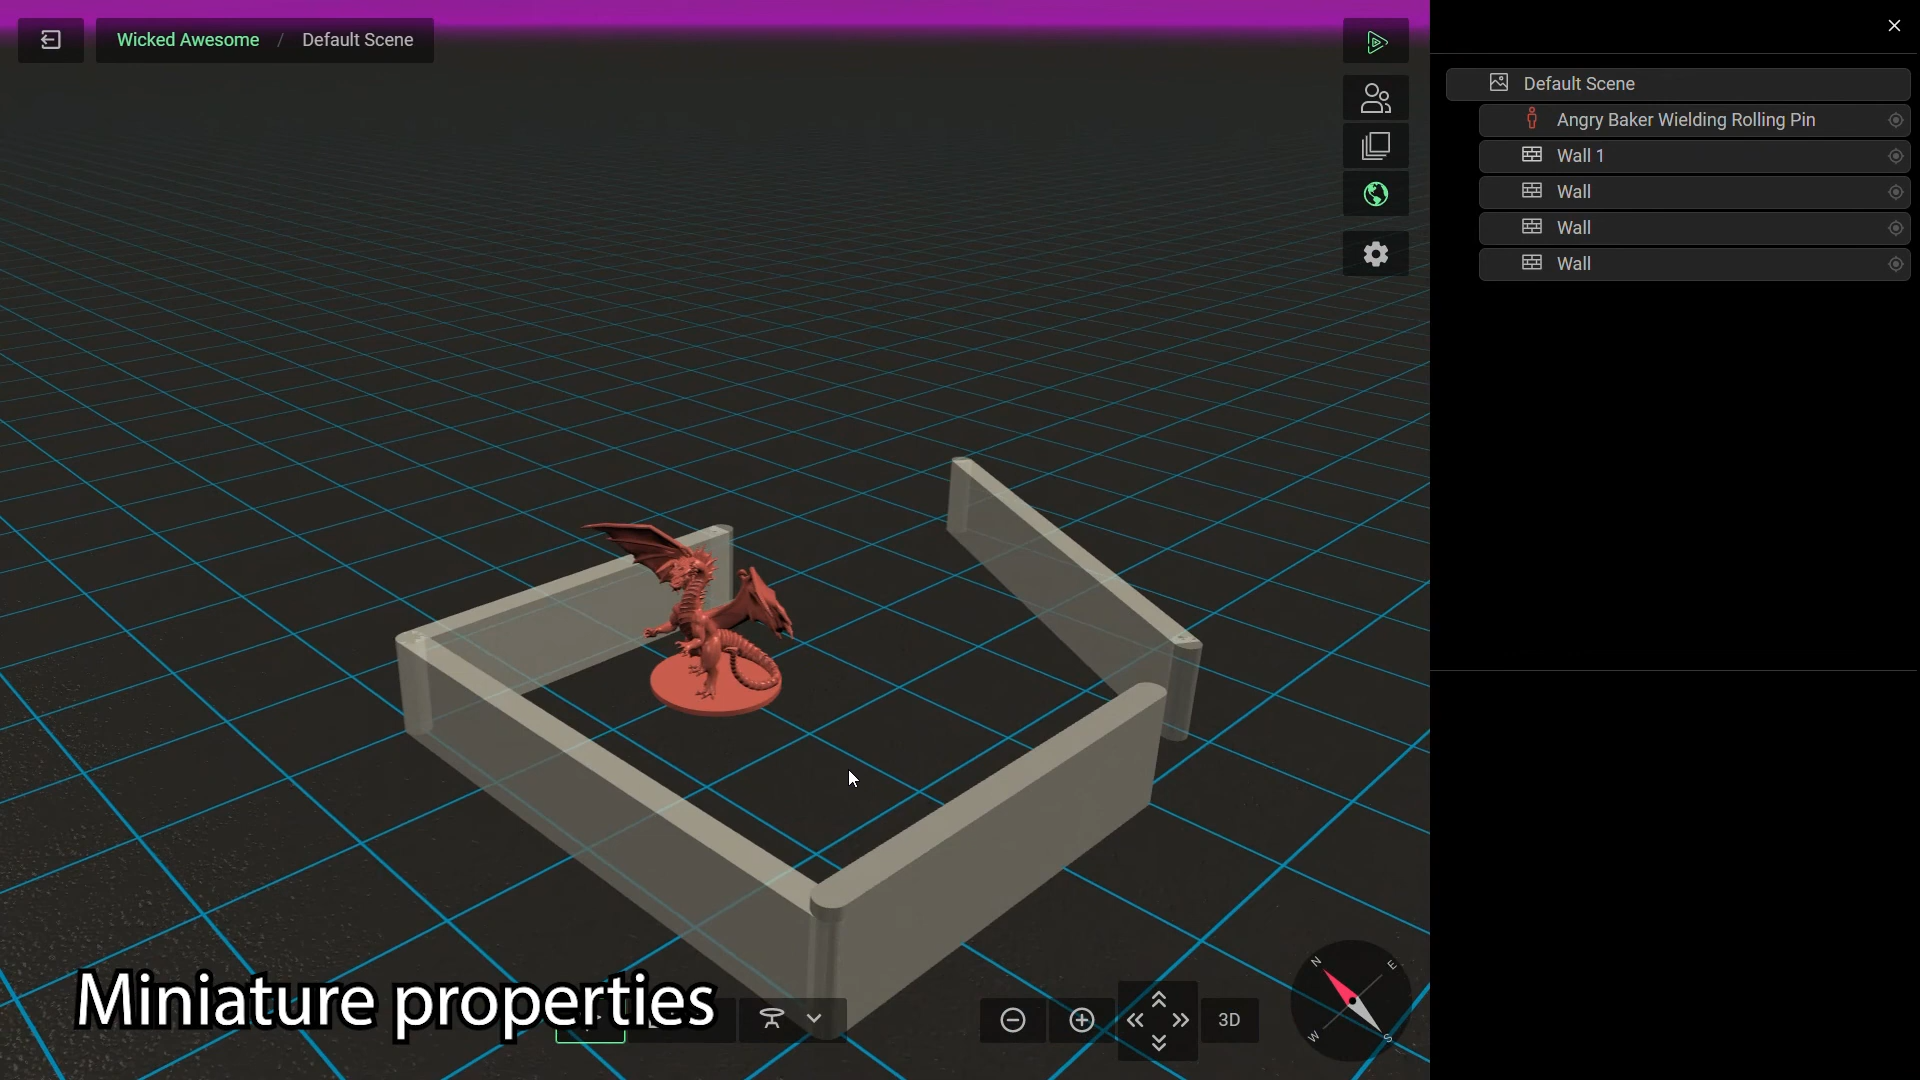 Wicked Awesome / Default Scene
Default Scene
Angry Baker Wielding Rolling Pin
Wall 1
Wall
Wall
Wall
N
E
W
S
3D
Miniature properties